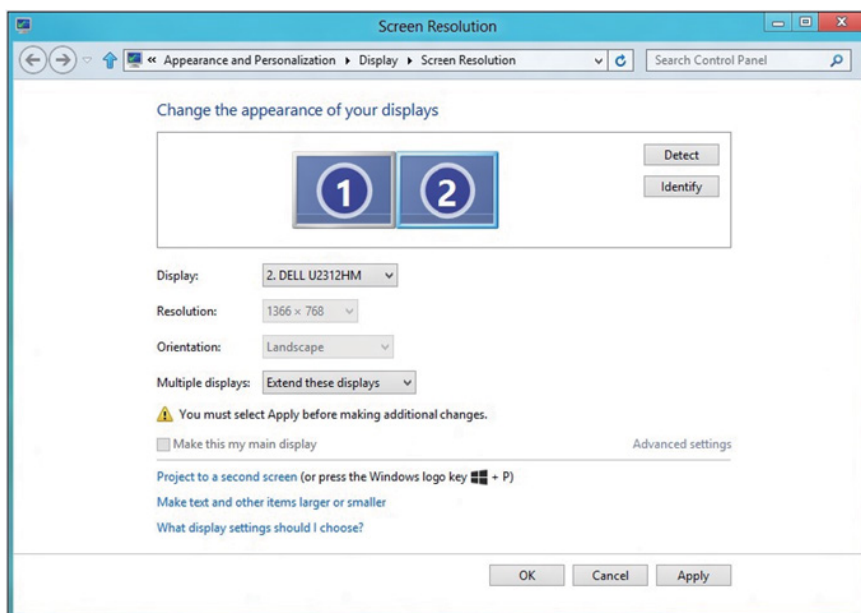 Screen Resolution
« Appearance and Personalization ▸ Display ▸ Screen Resolution
Search Control Panel
Change the appearance of your displays
1
2
Detect
Identify
Display: 2. DELL U2312HM
Resolution: 1366 × 768
Orientation: Landscape
Multiple displays: Extend these displays
You must select Apply before making additional changes.
Make this my main display Advanced settings
Project to a second screen (or press the Windows logo key + P)
Make text and other items larger or smaller
What display settings should I choose?
OK Cancel Apply